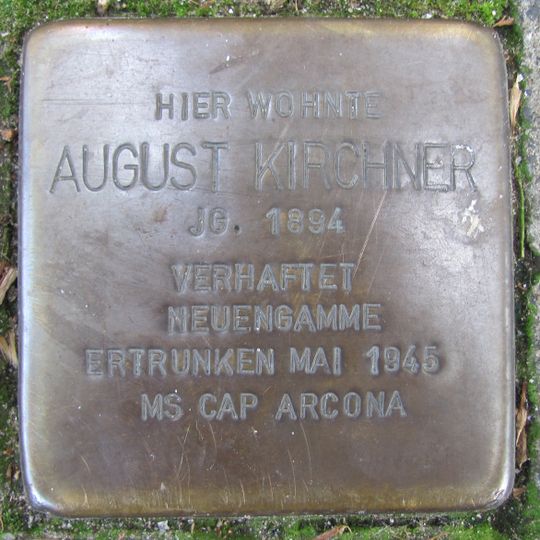 HIER WOHNTE
AUGUST KIRCHNER
JG. 1894
VERHAFTET
NEUENGAMME
ERTRUNKEN MAI 1945
MS CAP ARCONA